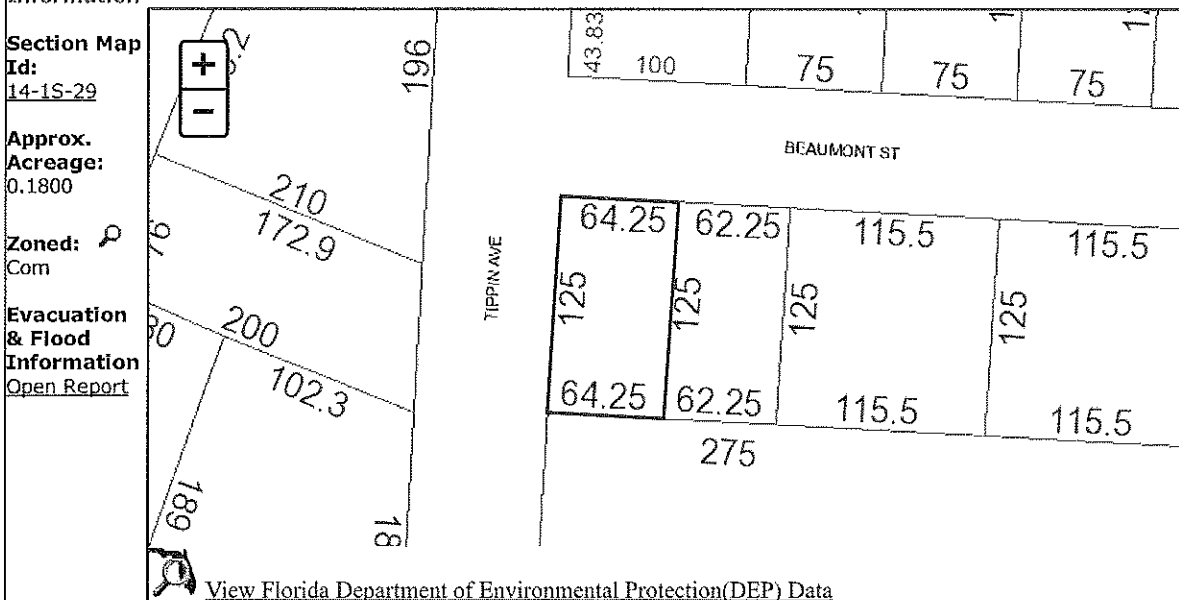 Information
Section Map
Id:
14-1S-29
Approx.
Acreage:
0.1800
Zoned:
Com
Evacuation
& Flood
Information
Open Report
+
−
196
43.83
100
75
75
75
BEAUMONT ST
210
172.9
TIPPIN AVE
64.25
62.25
115.5
115.5
125
125
125
125
200
102.3
64.25
62.25
115.5
115.5
275
189
18
View Florida Department of Environmental Protection(DEP) Data